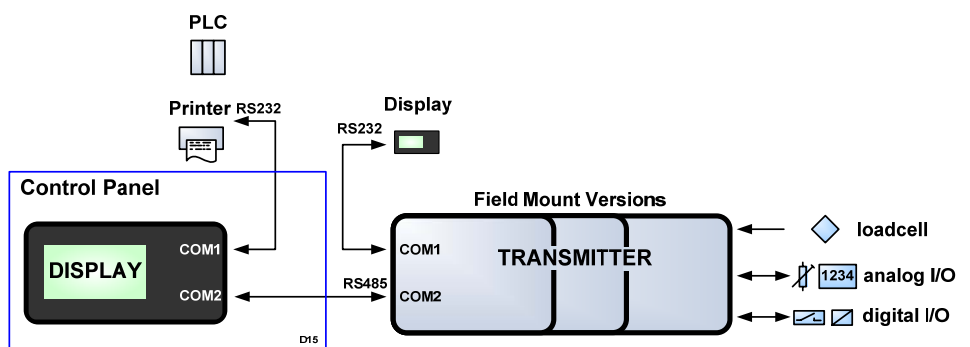 PLC
Printer
RS232
Display
RS232
Control Panel
Field Mount Versions
COM1
DISPLAY
COM2
RS485
COM1
TRANSMITTER
COM2
loadcell
1234
analog I/O
digital I/O
D15